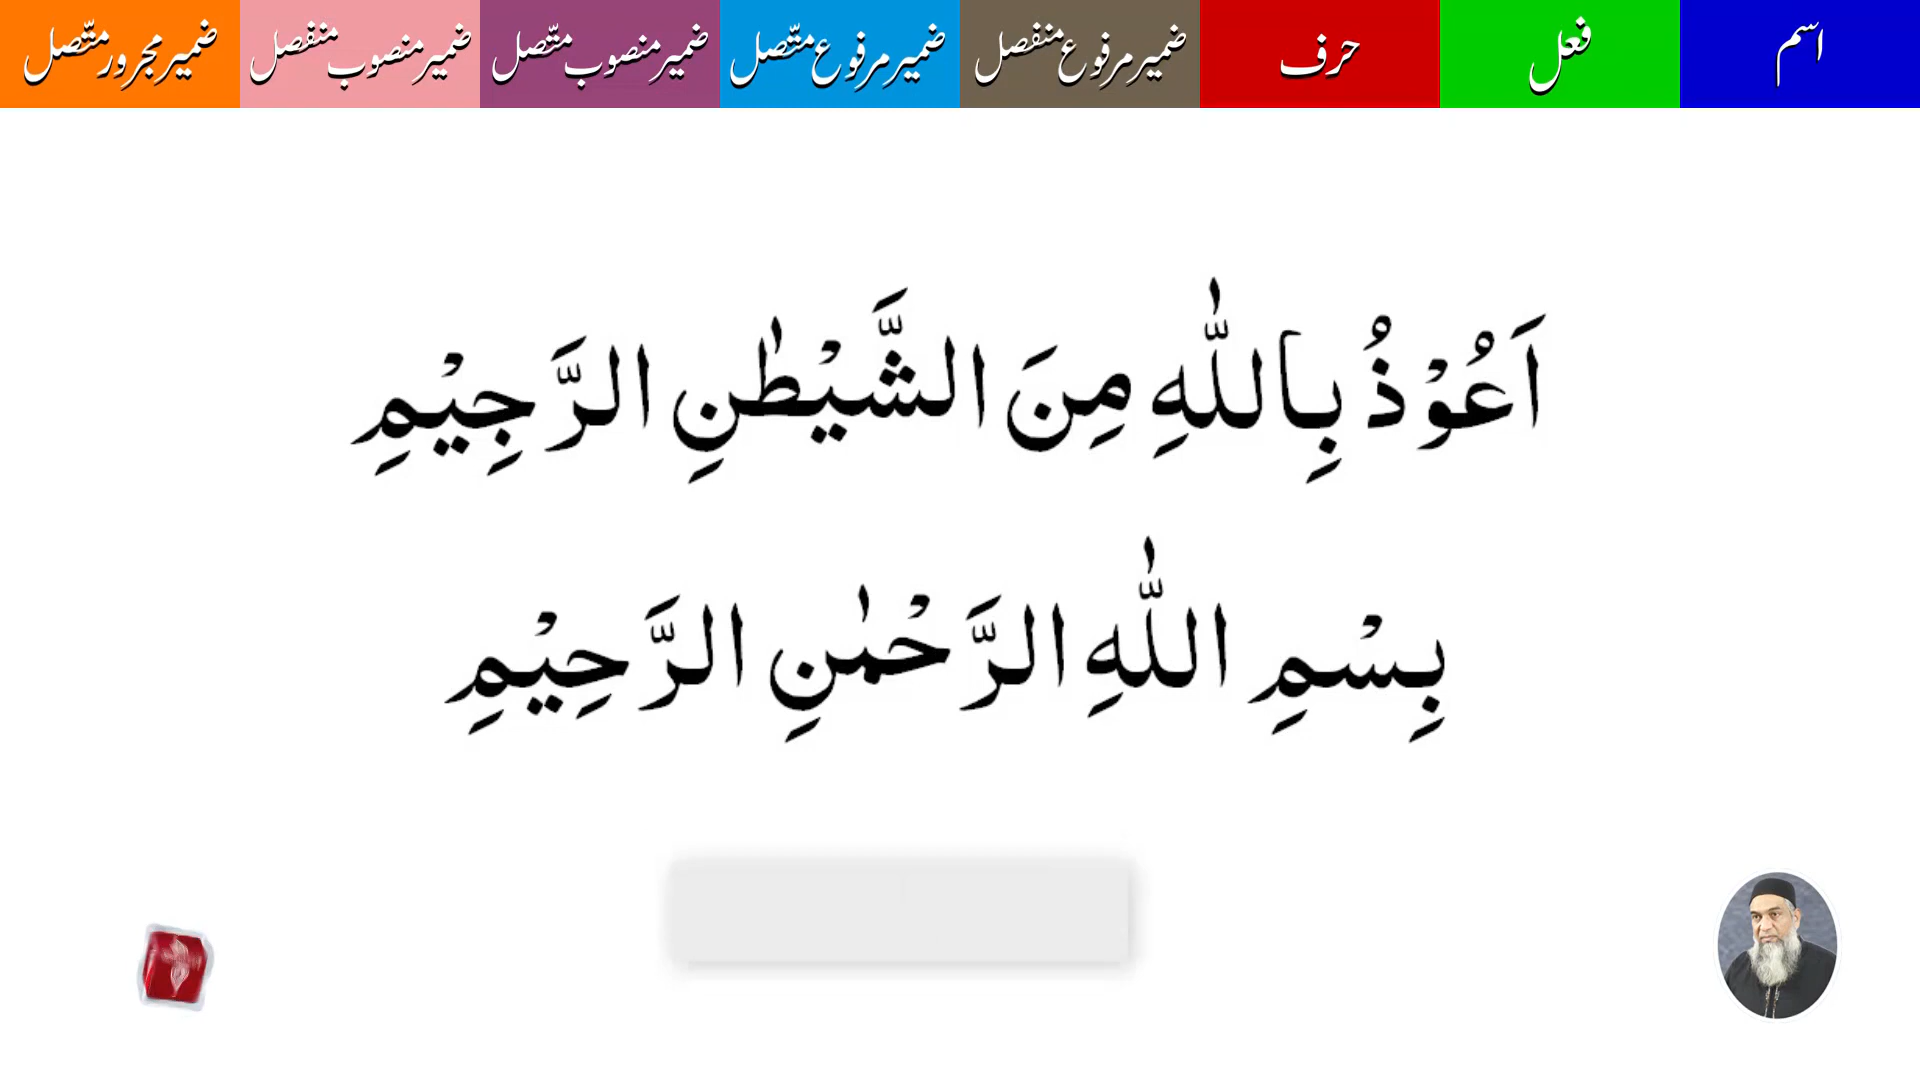 اسم فعل حرف ضمیر مرفوع منفصل ضمیر مرفوع متّصل ضمیر منصوب متّصل ضمیر منصوب منفصل ضمیر مجرور متّصل
اَعُوْذُ بِاللّٰهِ مِنَ الشَّيْطٰنِ الرَّجِيْمِ
بِسْمِ اللّٰهِ الرَّحْمٰنِ الرَّحِيْمِ